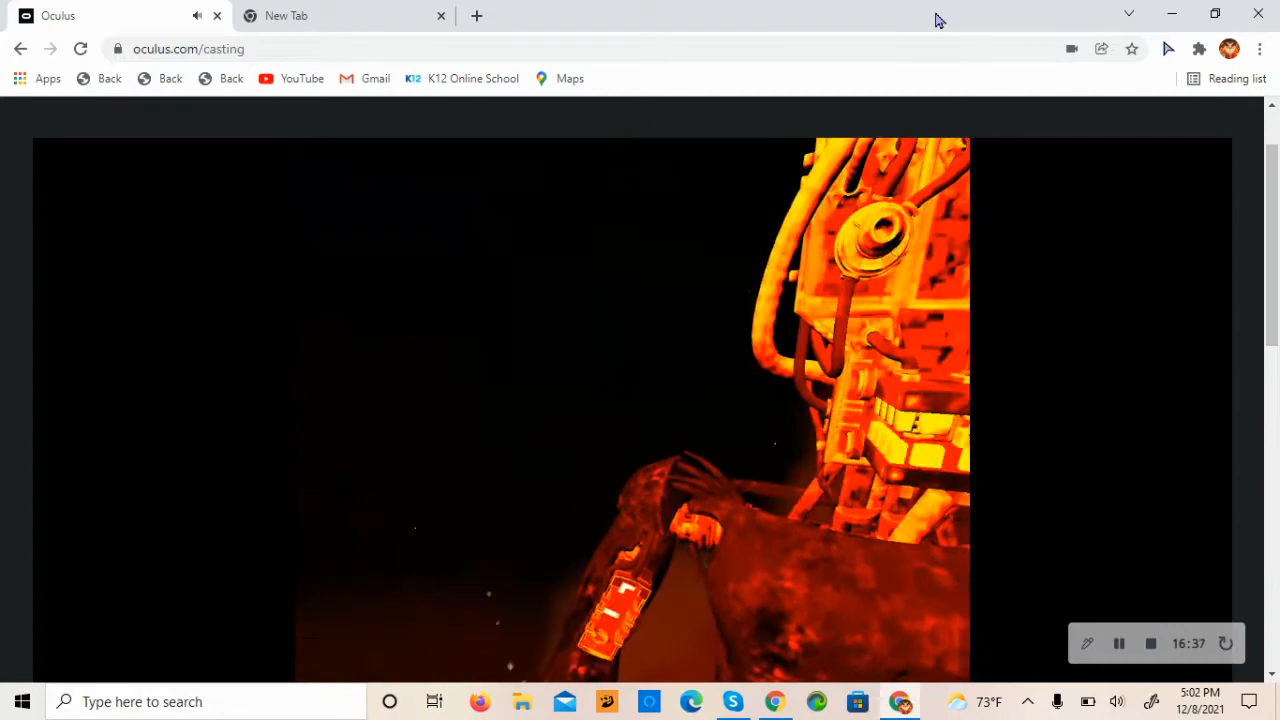 Oculus
New Tab
oculus.com/casting
Apps
Back
Back
Back
YouTube
Gmail
K12 K12 Online School
Maps
Reading list
16:37
Type here to search
73°F
5:02 PM
12/8/2021